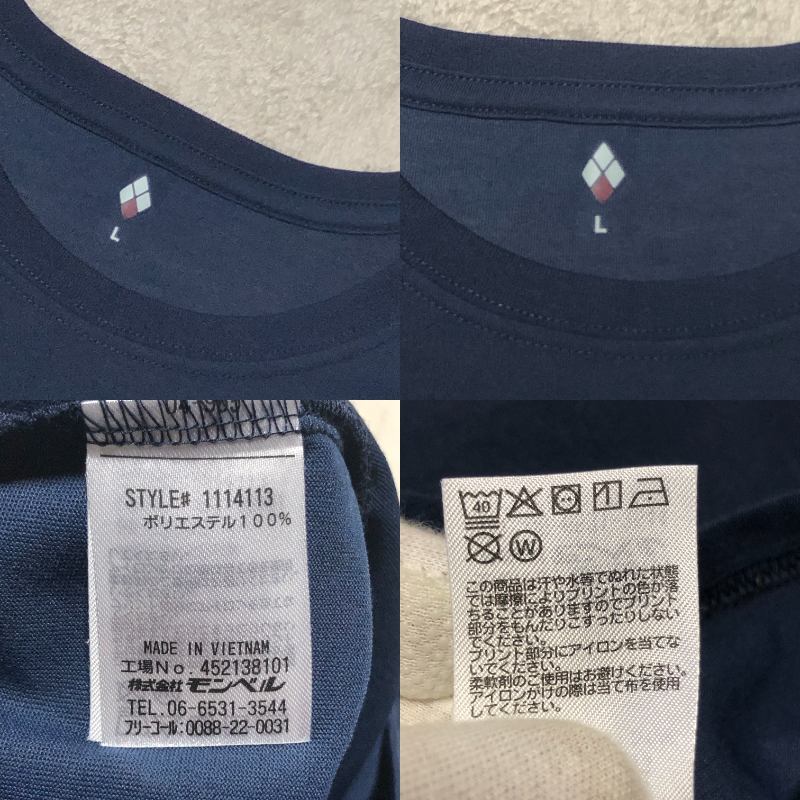 L
L
STYLE# 1114113
ポリエステル100%
MADE IN VIETNAM
工場No. 452138101
株式会社 モンベル
TEL.06-6531-3544
フリーコール:0088-22-0031
40
W
この商品は汗や水等でぬれた状態
では摩擦によりプリントの色が落
ちることがありますのでプリント
部分をもんだりこすったりしない
でください。
プリント部分にアイロンを当てな
いでください。
柔軟剤のご使用はお避けください。
アイロンがけの際は当て布を使用
してください。